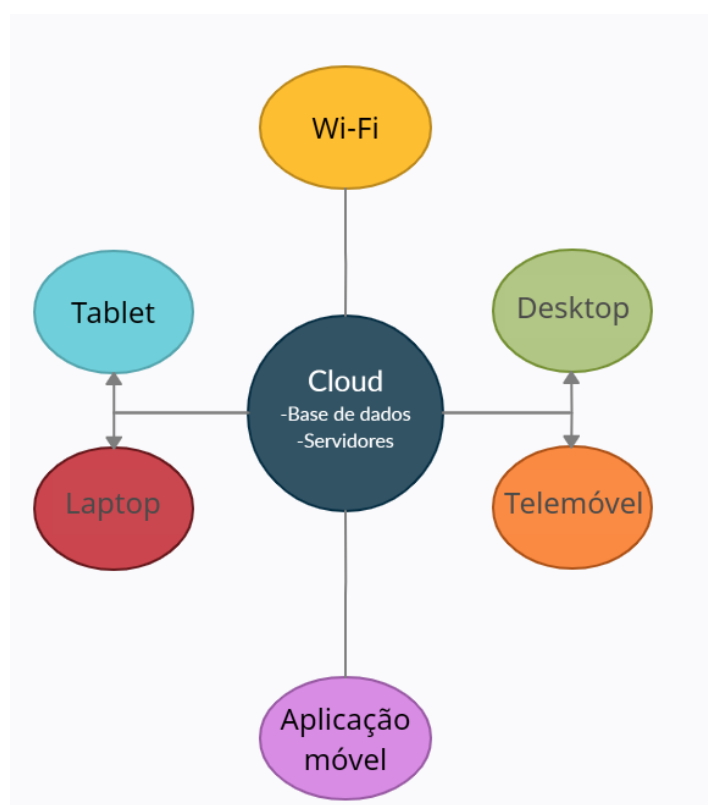 Wi-Fi
Tablet
Desktop
Cloud
-Base de dados
-Servidores
Laptop
Telemóvel
Aplicação
móvel